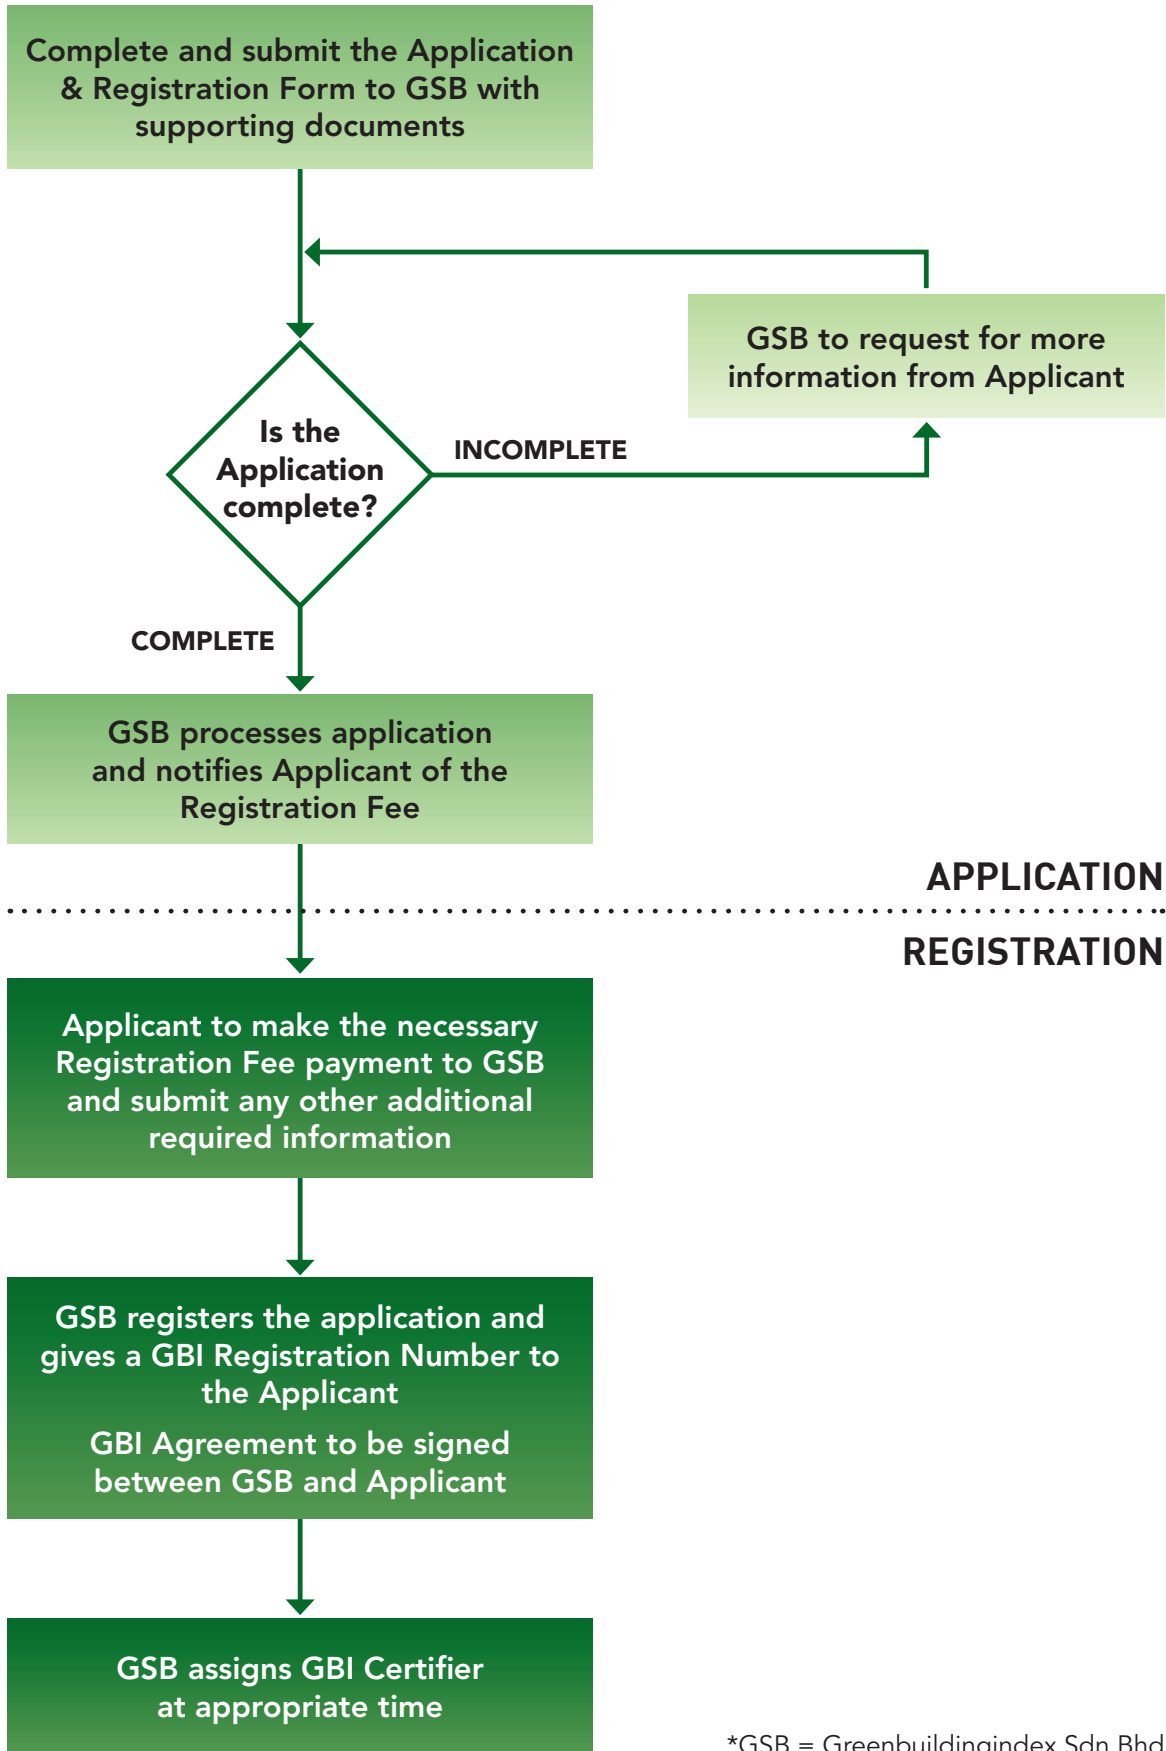 Complete and submit the Application
& Registration Form to GSB with
supporting documents
GSB to request for more
information from Applicant
Is the
Application
complete?
INCOMPLETE
COMPLETE
GSB processes application
and notifies Applicant of the
Registration Fee
APPLICATION
REGISTRATION
Applicant to make the necessary
Registration Fee payment to GSB
and submit any other additional
required information
GSB registers the application and
gives a GBI Registration Number to
the Applicant
GBI Agreement to be signed
between GSB and Applicant
GSB assigns GBI Certifier
at appropriate time
*GSB = Greenbuildingindex Sdn Bhd